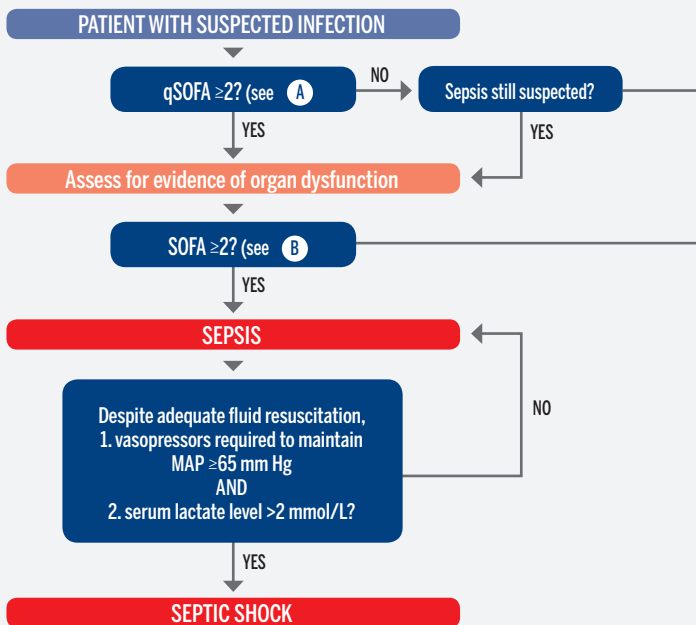 PATIENT WITH SUSPECTED INFECTION
qSOFA ≥2? (see A
NO
Sepsis still suspected?
YES
YES
Assess for evidence of organ dysfunction
SOFA ≥2? (see B
YES
SEPSIS
Despite adequate fluid resuscitation,
1. vasopressors required to maintain
MAP ≥65 mm Hg
AND
2. serum lactate level >2 mmol/L?
NO
YES
SEPTIC SHOCK